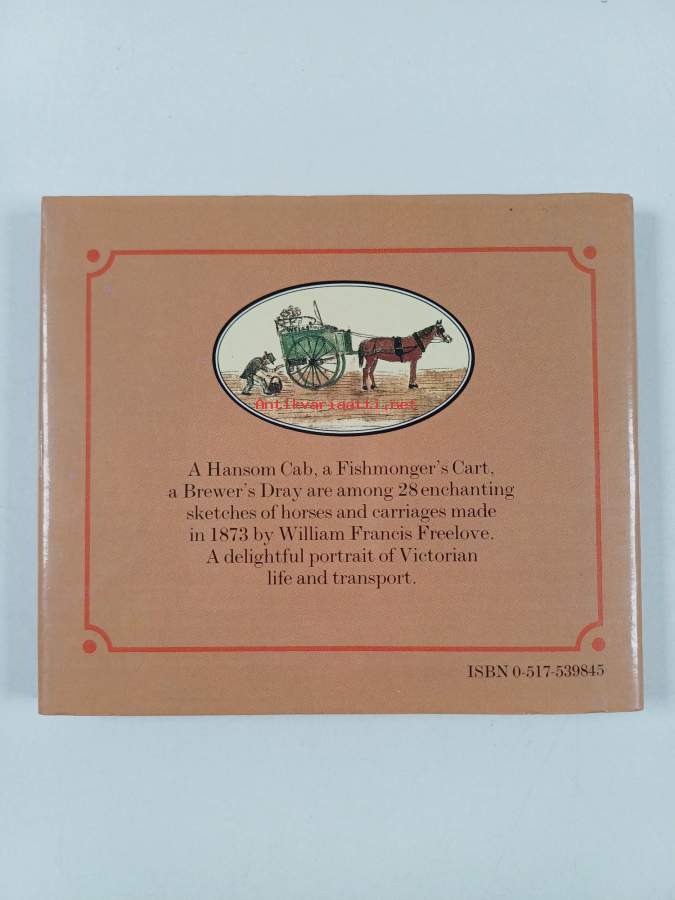 WELLS
Antikvariaatti.net
A Hansom Cab, a Fishmonger's Cart,
a Brewer's Dray are among 28 enchanting
sketches of horses and carriages made
in 1873 by William Francis Freelove.
A delightful portrait of Victorian
life and transport.
ISBN 0-517-539845